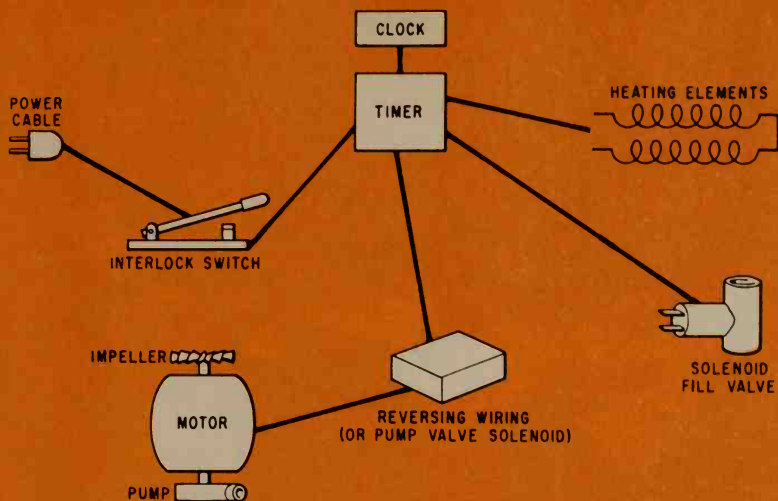 CLOCK
POWER
CABLE
TIMER
HEATING ELEMENTS
INTERLOCK SWITCH
IMPELLER
MOTOR
PUMP
REVERSING WIRING
(OR PUMP VALVE SOLENOID)
SOLENOID
FILL VALVE